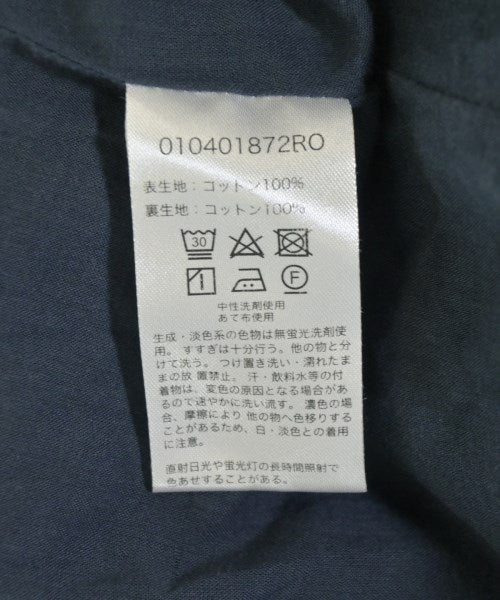 010401872RO
表生地：コットン100%
裏生地：コットン100%
30
F
中性洗剤使用
あて布使用
生成・淡色系の色物は無蛍光洗剤使
用。すすぎは十分行う。他の物と分
けて洗う。つけ置き洗い・濡れたま
まの放 置禁止。 汗・飲料水等の付
着物は、変色の原因となる場合があ
るので速やかに洗い流す。 濃色の場
合、摩擦により 他の物へ色移りする
ことがあるため、白・淡色との着用
に注意。
直射日光や蛍光灯の長時間照射で
色あせすることがある。